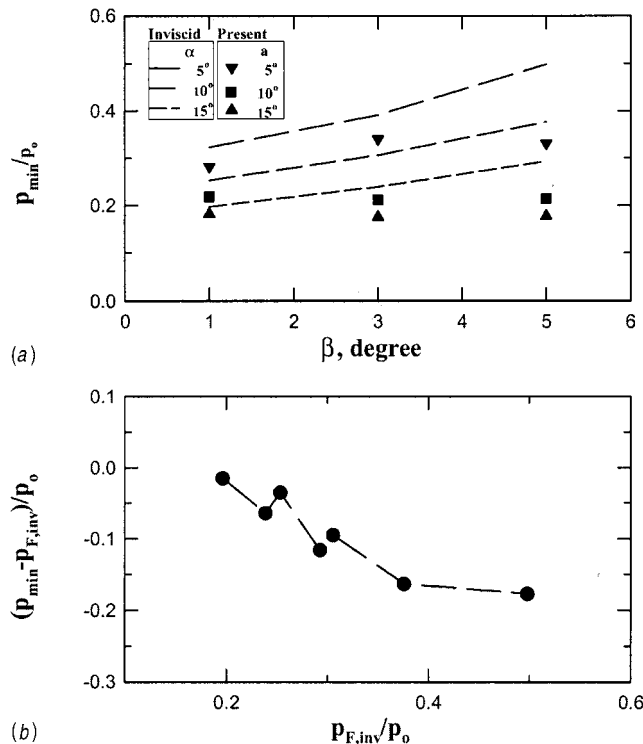 0.6
Inviscid Present
α a
5° 5°
10° 10°
15° 15°
0.4
0.2
0.0
p_min/p_o
0 1 2 3 4 5 6
β, degree
(a)
0.1
0.0
-0.1
-0.2
-0.3
(p_min-p_F,inv)/p_o
0.2 0.4 0.6
p_F,inv/p_o
(b)